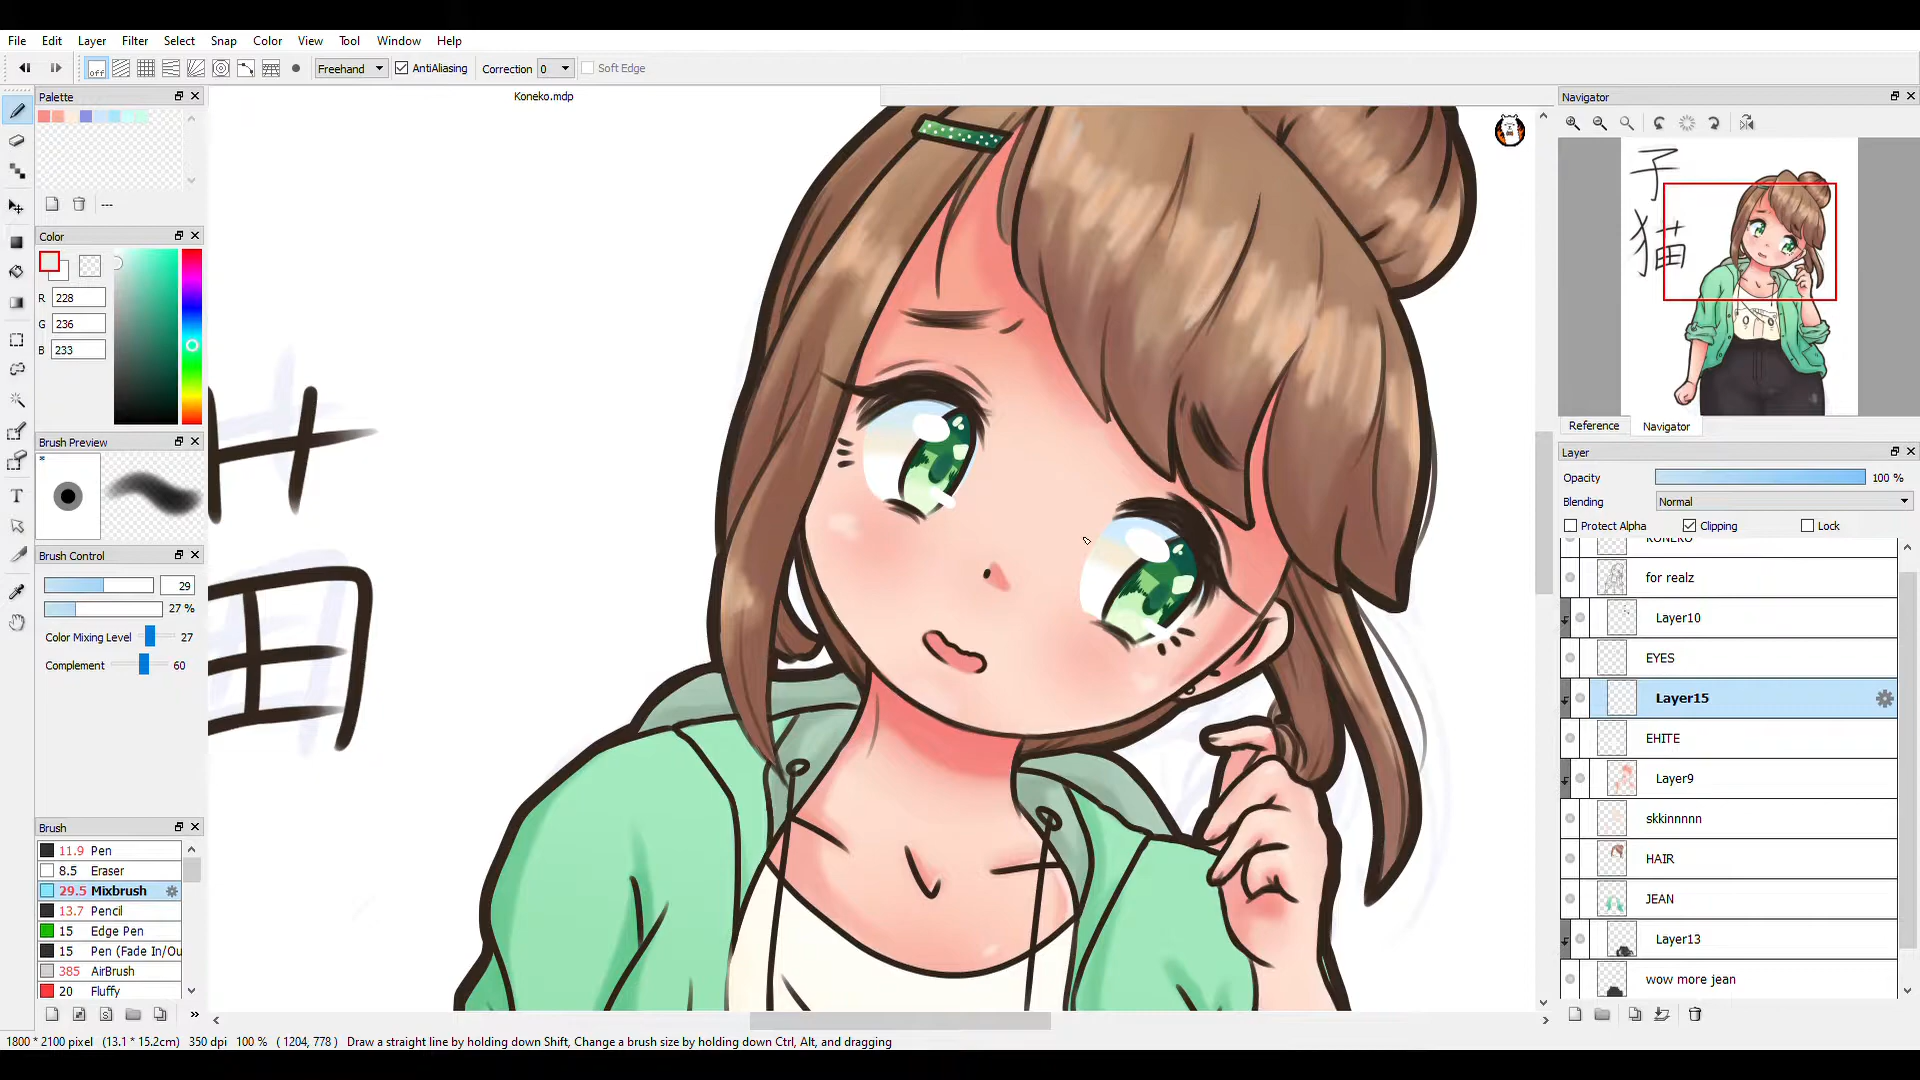 File Edit Layer Filter Select Snap Color View Tool Window Help
off Freehand AntiAliasing Correction 0 Soft Edge
Palette
Koneko.mdp
---
Color
R 228
G 236
B 233
Brush Preview
Brush Control
29
27 %
Color Mixing Level 27
Complement 60
Brush
11.9 Pen
8.5 Eraser
29.5 Mixbrush
13.7 Pencil
15 Edge Pen
15 Pen (Fade In/Ou
385 AirBrush
20 Fluffy
猫
Navigator
子
猫
Reference Navigator
Layer
Opacity 100 %
Blending Normal
Protect Alpha Clipping Lock
KONEKO
for realz
Layer10
EYES
Layer15
EHITE
Layer9
skkinnnnn
HAIR
JEAN
Layer13
wow more jean
1800 * 2100 pixel (13.1 * 15.2cm) 350 dpi 100 % ( 1204, 778 ) Draw a straight line by holding down Shift, Change a brush size by holding down Ctrl, Alt, and dragging